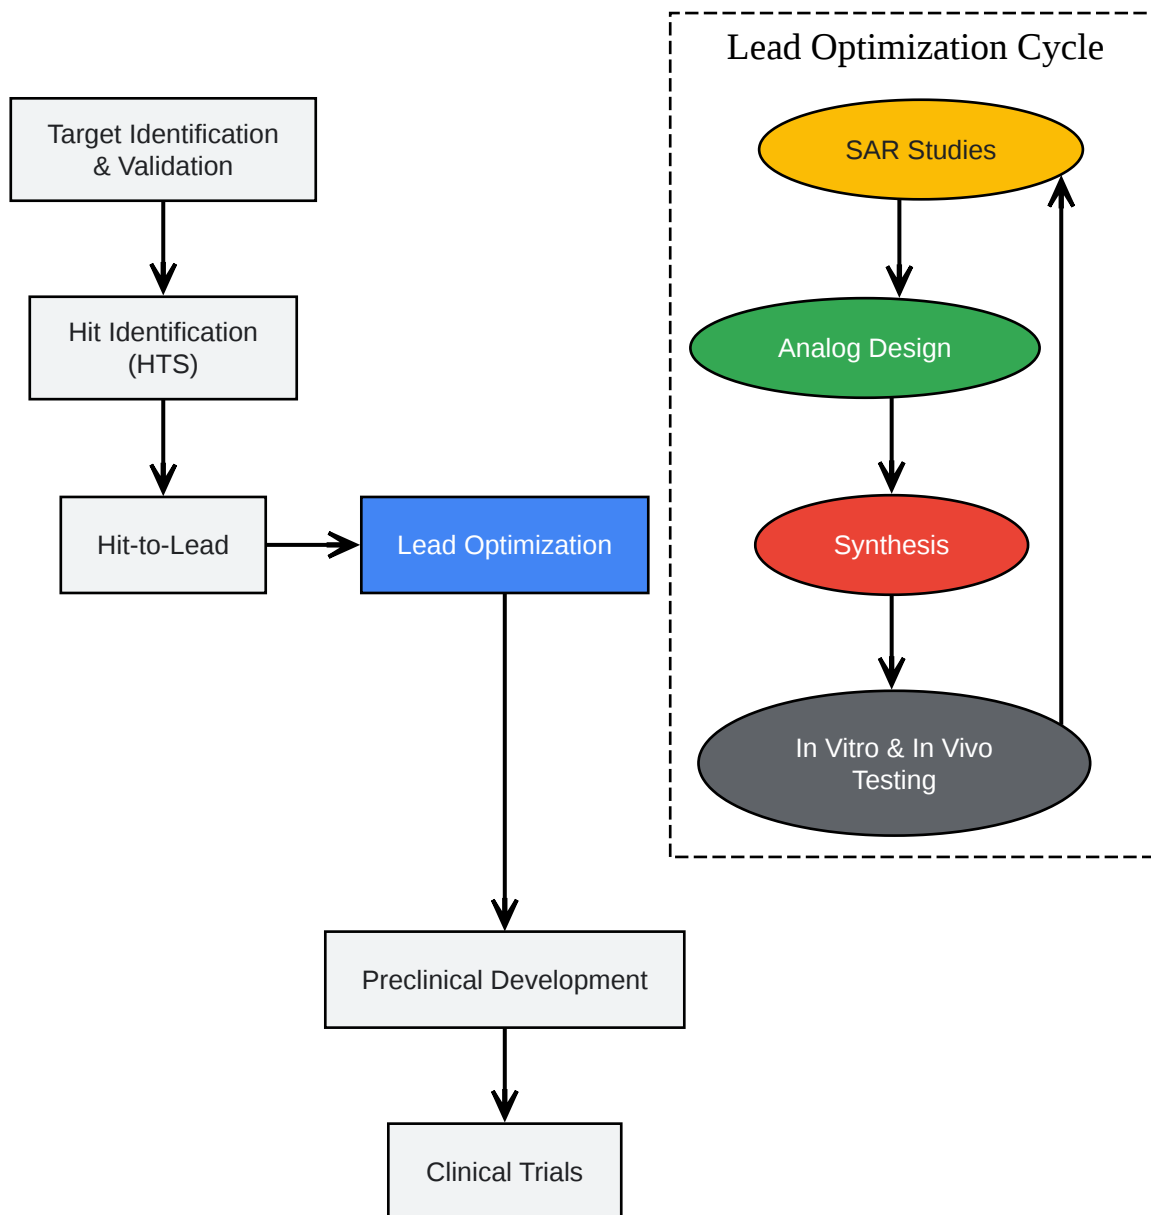 Target Identification
& Validation
Hit Identification
(HTS)
Hit-to-Lead
Lead Optimization
Preclinical Development
Clinical Trials
Lead Optimization Cycle
SAR Studies
Analog Design
Synthesis
In Vitro & In Vivo
Testing